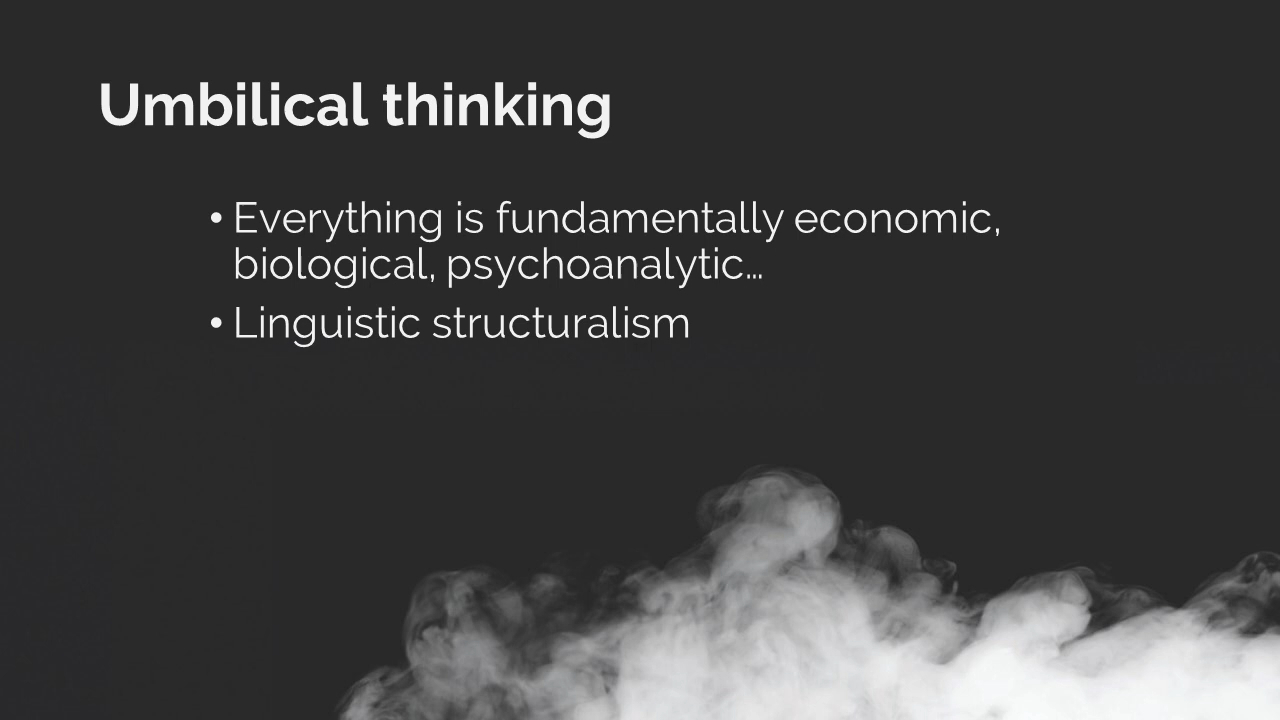 Umbilical thinking
• Everything is fundamentally economic,
biological, psychoanalytic…
• Linguistic structuralism